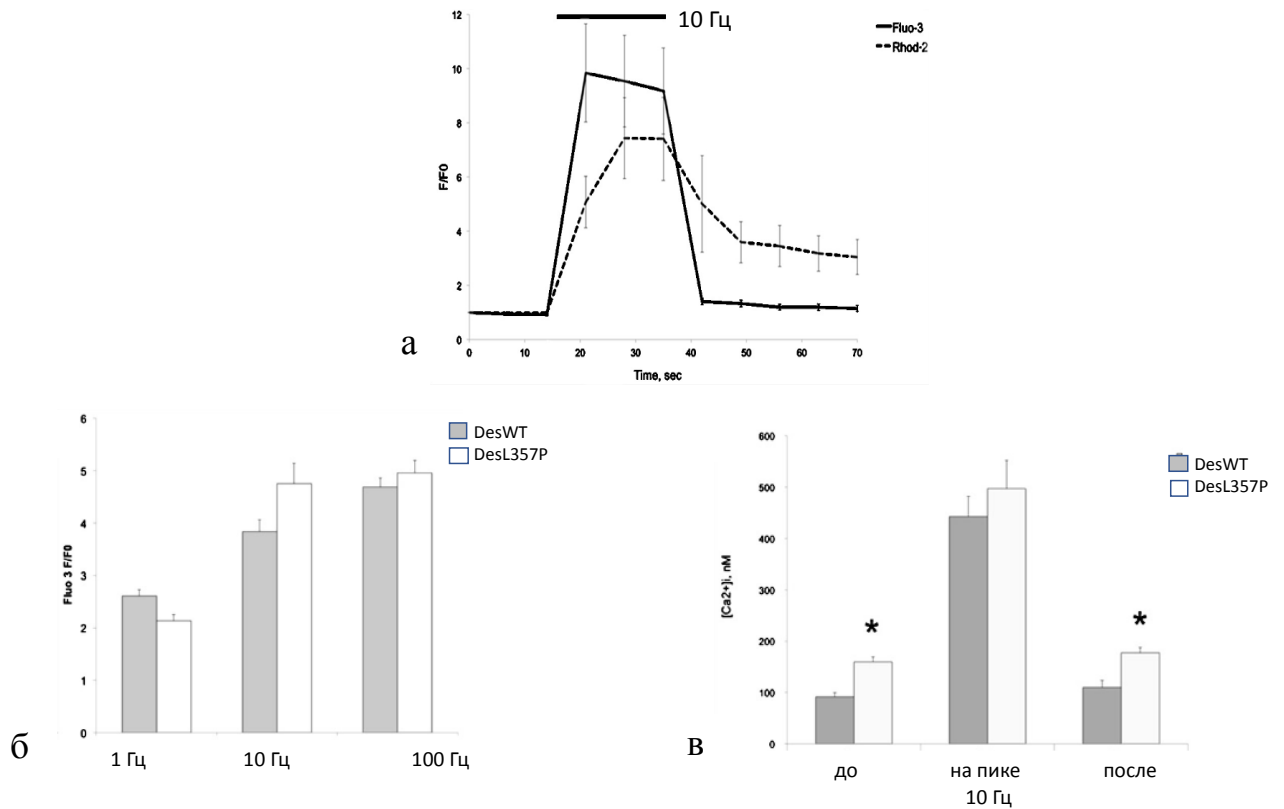 10 Гц
Fluo-3
Rhod-2
12
10
8
6
4
2
0
F/F0
0 10 20 30 40 50 60 70
Time, sec
а
6
5
4
3
2
1
0
Fluo 3 F/F0
DesWT
DesL357P
1 Гц 10 Гц 100 Гц
б
600
500
400
300
200
100
0
[Ca2+]i, nM
* *
DesWT
DesL357P
до на пике после
10 Гц
в